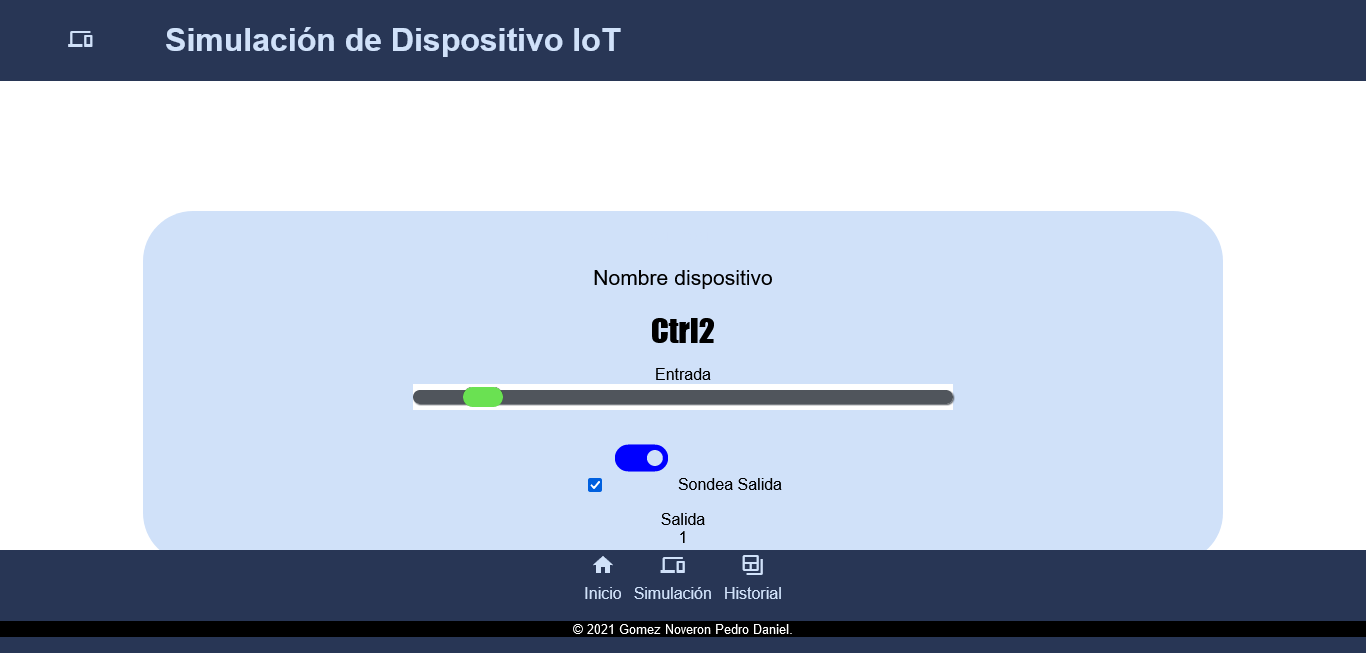 Simulación de Dispositivo IoT
Nombre dispositivo
Ctrl2
Entrada
Sondea Salida
Salida
1
Inicio Simulación Historial
© 2021 Gomez Noveron Pedro Daniel.